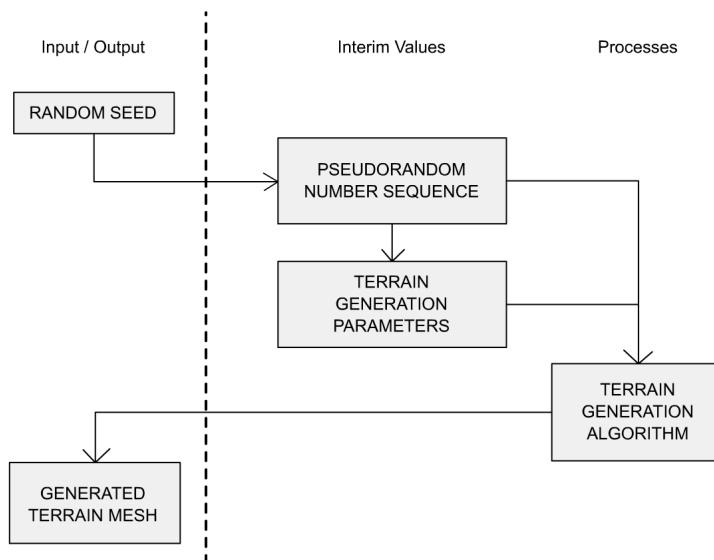 Input / Output
Interim Values
Processes
RANDOM SEED
PSEUDORANDOM
NUMBER SEQUENCE
TERRAIN
GENERATION
PARAMETERS
TERRAIN
GENERATION
ALGORITHM
GENERATED
TERRAIN MESH